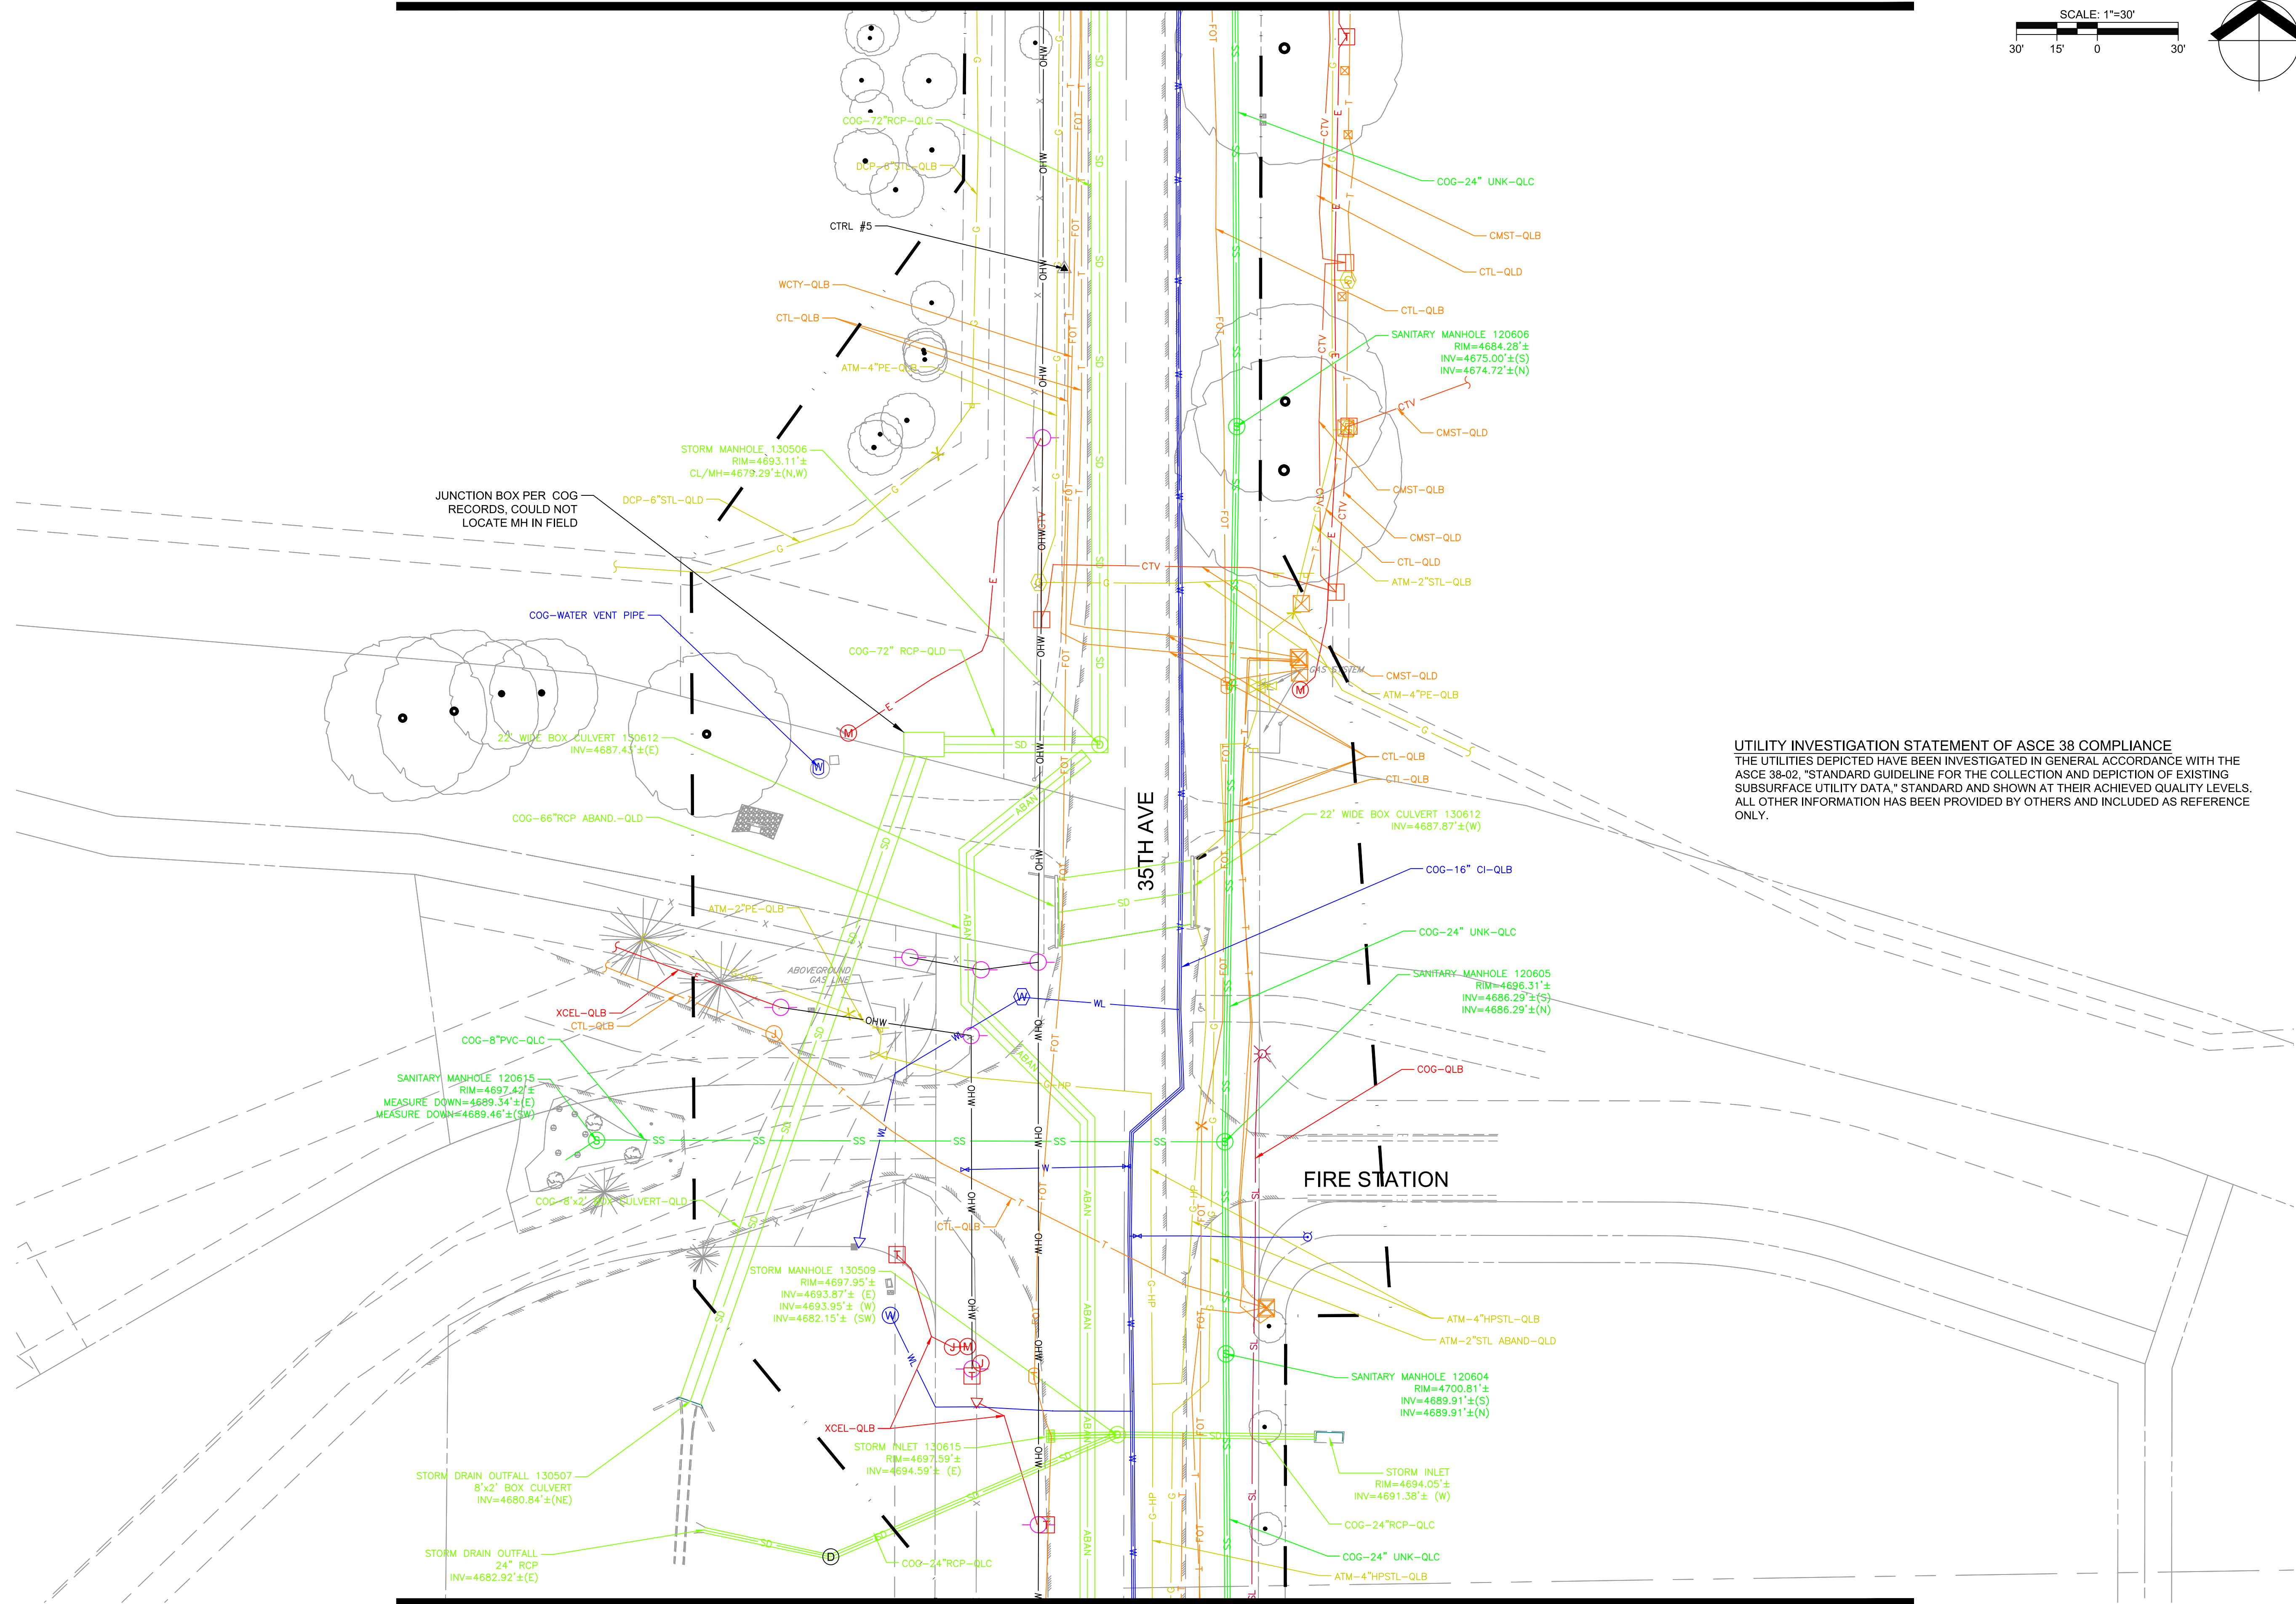 SCALE: 1"=30'
30' 15' 0 30'
COG-72"RCP-QLC
DCP-6"STL-QLB
CTRL #5
WCTY-QLB
CTL-QLB
ATM-4"PE-QLB
STORM MANHOLE 130506
RIM=4693.11'±
CL/MH=4679.29'±(N,W)
JUNCTION BOX PER COG
RECORDS, COULD NOT
LOCATE MH IN FIELD
DCP-6"STL-QLD
COG-WATER VENT PIPE
COG-72" RCP-QLD
22' WIDE BOX CULVERT 130612
INV=4687.43'±(E)
COG-66"RCP ABAND.-QLD
ATM-2"PE-QLB
ABOVEGROUND
GAS LINE
XCEL-QLB
CTL-QLB
COG-8"PVC-QLC
SANITARY MANHOLE 120615
RIM=4697.42'±
MEASURE DOWN=4689.34'±(E)
MEASURE DOWN=4689.46'±(SW)
COG-8'x2' BOX CULVERT-QLD
CTL-QLB
STORM MANHOLE 130509
RIM=4697.95'±
INV=4693.87'± (E)
INV=4693.95'± (W)
INV=4682.15'± (SW)
XCEL-QLB
STORM INLET 130615
RIM=4697.59'±
INV=4694.59'± (E)
STORM DRAIN OUTFALL 130507
8'x2' BOX CULVERT
INV=4680.84'±(NE)
STORM DRAIN OUTFALL
24" RCP
INV=4682.92'±(E)
COG-24"RCP-QLC
35TH AVE
COG-24" UNK-QLC
CMST-QLB
CTL-QLD
CTL-QLB
SANITARY MANHOLE 120606
RIM=4684.28'±
INV=4675.00'±(S)
INV=4674.72'±(N)
CMST-QLD
CMST-QLB
CMST-QLD
CTL-QLD
ATM-2"STL-QLB
GAS SYSTEM
CMST-QLD
ATM-4"PE-QLB
CTL-QLB
CTL-QLB
22' WIDE BOX CULVERT 130612
INV=4687.87'±(W)
COG-16" CI-QLB
COG-24" UNK-QLC
SANITARY MANHOLE 120605
RIM=4696.31'±
INV=4686.29'±(S)
INV=4686.29'±(N)
COG-QLB
FIRE STATION
ATM-4"HPSTL-QLB
ATM-2"STL ABAND-QLD
SANITARY MANHOLE 120604
RIM=4700.81'±
INV=4689.91'±(S)
INV=4689.91'±(N)
STORM INLET
RIM=4694.05'±
INV=4691.38'± (W)
COG-24"RCP-QLC
COG-24" UNK-QLC
ATM-4"HPSTL-QLB
UTILITY INVESTIGATION STATEMENT OF ASCE 38 COMPLIANCE
THE UTILITIES DEPICTED HAVE BEEN INVESTIGATED IN GENERAL ACCORDANCE WITH THE
ASCE 38-02, "STANDARD GUIDELINE FOR THE COLLECTION AND DEPICTION OF EXISTING
SUBSURFACE UTILITY DATA," STANDARD AND SHOWN AT THEIR ACHIEVED QUALITY LEVELS.
ALL OTHER INFORMATION HAS BEEN PROVIDED BY OTHERS AND INCLUDED AS REFERENCE
ONLY.